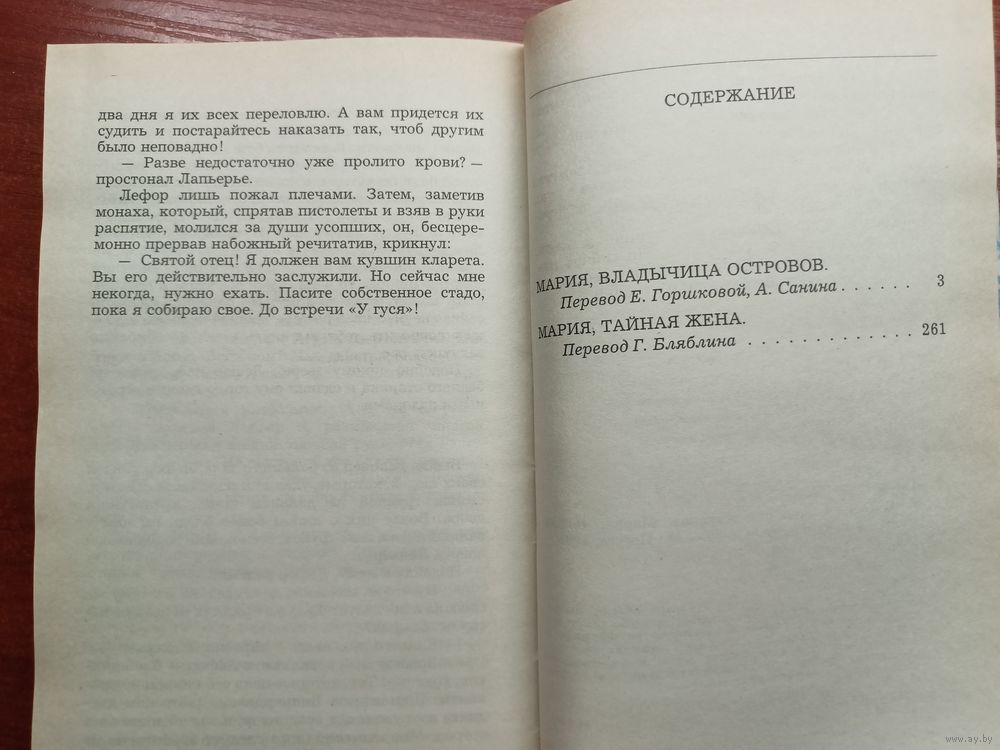 два дня я их всех переловлю. А вам придется их
судить и постарайтесь наказать так, чтоб другим
было неповадно!
— Разве недостаточно уже пролито крови? —
простонал Лапьерье.
Лефор лишь пожал плечами. Затем, заметив
монаха, который, спрятав пистолеты и взяв в руки
распятие, молился за души усопших, он, бесцере-
монно прервав набожный речитатив, крикнул:
— Святой отец! Я должен вам кувшин кларета.
Вы его действительно заслужили. Но сейчас мне
некогда, нужно ехать. Пасите собственное стадо,
пока я собираю свое. До встречи «У гуся»!
СОДЕРЖАНИЕ
МАРИЯ, ВЛАДЫЧИЦА ОСТРОВОВ.
Перевод Е. Горшковой, А. Санина . . . . . . 3
МАРИЯ, ТАЙНАЯ ЖЕНА.
Перевод Г. Бляблина . . . . . . . . . . . . . 261
www.ay.by